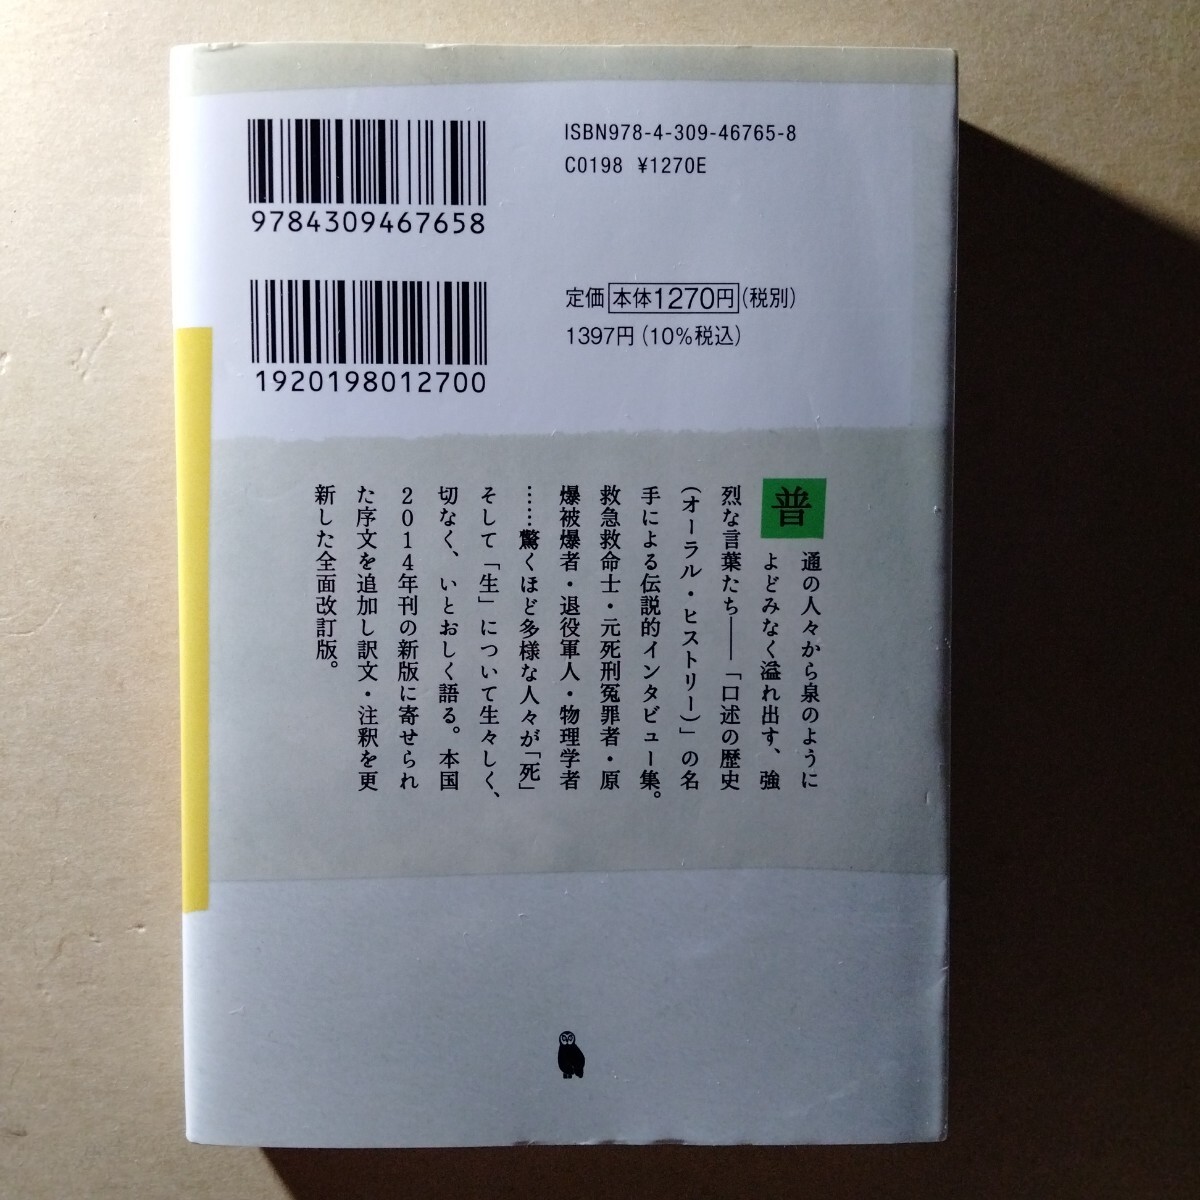 ISBN978-4-309-46765-8
C0198 ¥1270E
9784309467658
定価 本体1270円 (税別)
1397円 (10%税込)
1920198012700
普通の人々から泉のように
よどみなく溢れ出す、強
烈な言葉たち――「口述の歴史
(オーラル・ヒストリー)」の名
手による伝説的インタビュー集。
救急救命士・元死刑冤罪者・原
爆被爆者・退役軍人・物理学者
……驚くほど多様な人々が「死」
そして「生」について生々しく、
切なく、いとおしく語る。本国
2014年刊の新版に寄せられ
た序文を追加し訳文・注釈を更
新した全面改訂版。